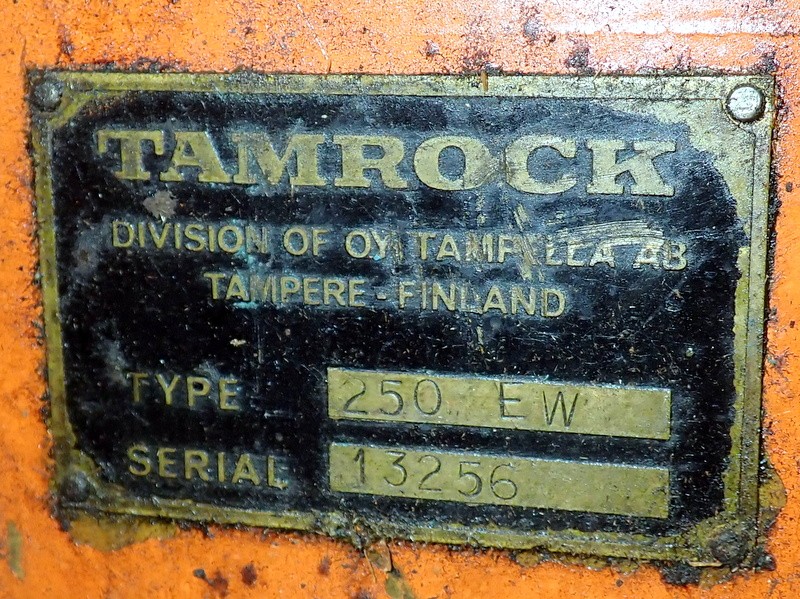 TAMROCK
DIVISION OF OY TAMPELLA AB
TAMPERE - FINLAND
TYPE 250 EW
SERIAL 13256